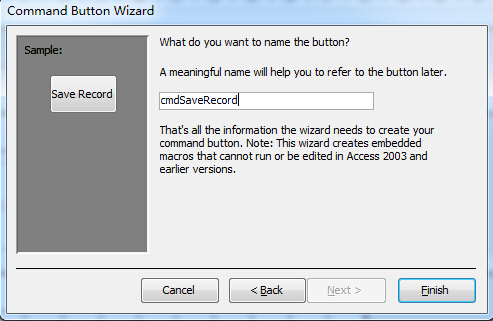 Command Button Wizard
Sample:
Save Record
What do you want to name the button?
A meaningful name will help you to refer to the button later.
cmdSaveRecord
That's all the information the wizard needs to create your
command button. Note: This wizard creates embedded
macros that cannot run or be edited in Access 2003 and
earlier versions.
Cancel
< Back
Next >
Finish